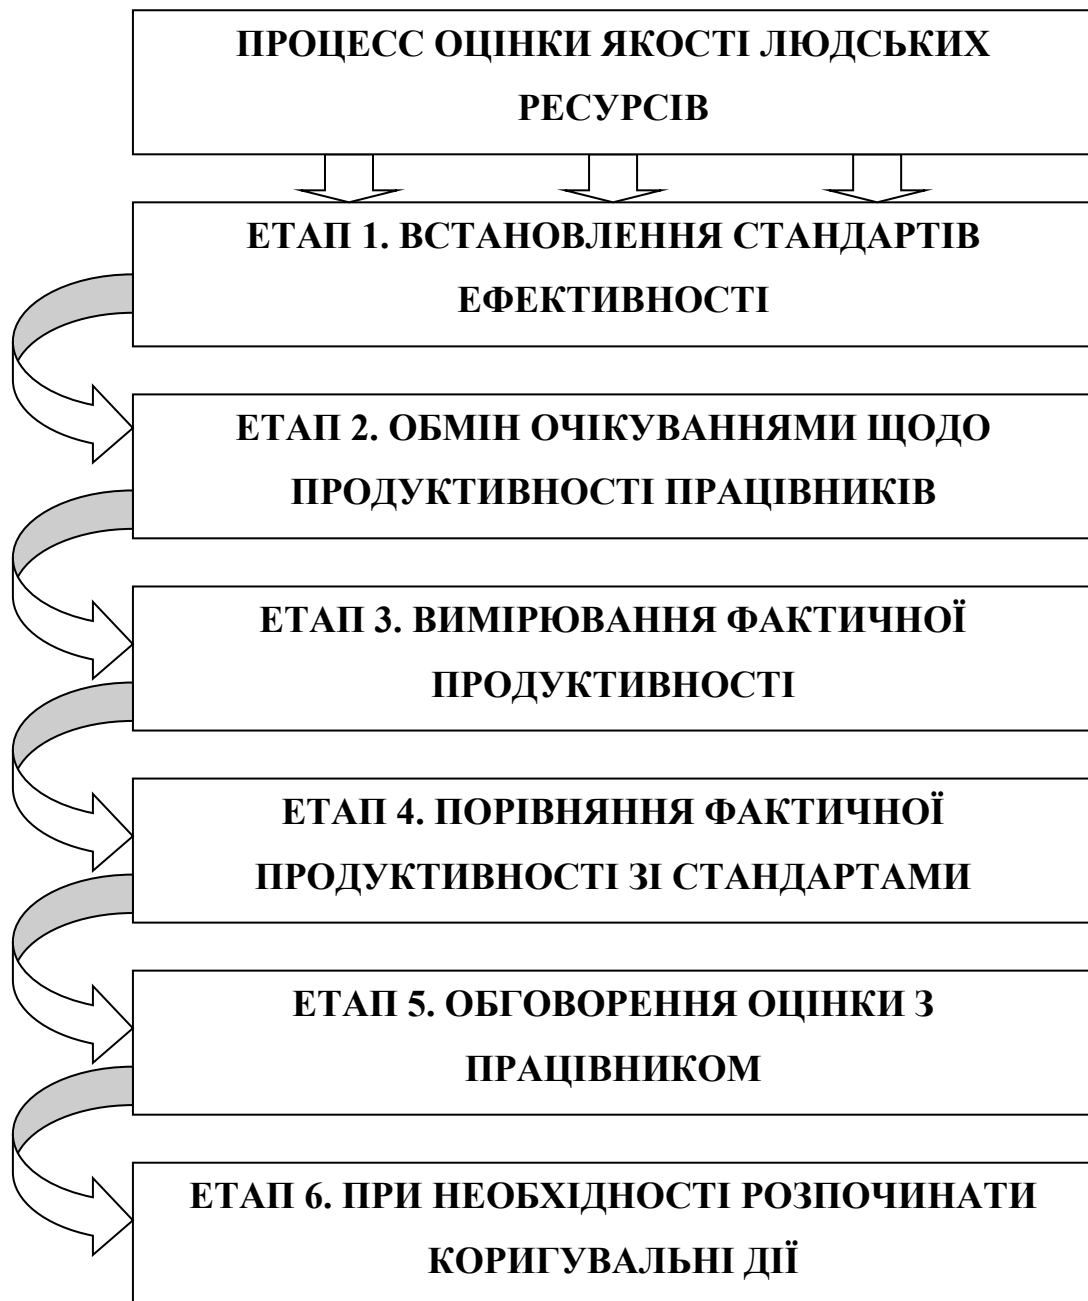 ПРОЦЕСС ОЦІНКИ ЯКОСТІ ЛЮДСЬКИХ
РЕСУРСІВ
ЕТАП 1. ВСТАНОВЛЕННЯ СТАНДАРТІВ
ЕФЕКТИВНОСТІ
ЕТАП 2. ОБМІН ОЧІКУВАННЯМИ ЩОДО
ПРОДУКТИВНОСТІ ПРАЦІВНИКІВ
ЕТАП 3. ВИМІРЮВАННЯ ФАКТИЧНОЇ
ПРОДУКТИВНОСТІ
ЕТАП 4. ПОРІВНЯННЯ ФАКТИЧНОЇ
ПРОДУКТИВНОСТІ ЗІ СТАНДАРТАМИ
ЕТАП 5. ОБГОВОРЕННЯ ОЦІНКИ З
ПРАЦІВНИКОМ
ЕТАП 6. ПРИ НЕОБХІДНОСТІ РОЗПОЧИНАТИ
КОРИГУВАЛЬНІ ДІЇ